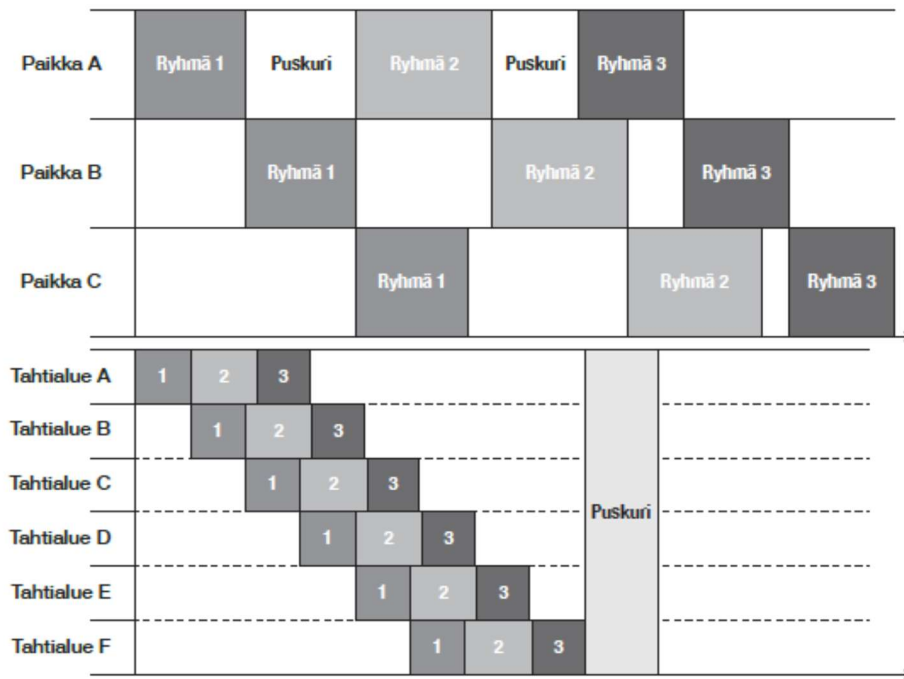 Paikka A Ryhmä 1 Puskuri Ryhmä 2 Puskuri Ryhmä 3
Paikka B Ryhmä 1 Ryhmä 2 Ryhmä 3
Paikka C Ryhmä 1 Ryhmä 2 Ryhmä 3
Tahtialue A 1 2 3
Tahtialue B 1 2 3
Tahtialue C 1 2 3
Tahtialue D 1 2 3
Puskuri
Tahtialue E 1 2 3
Tahtialue F 1 2 3